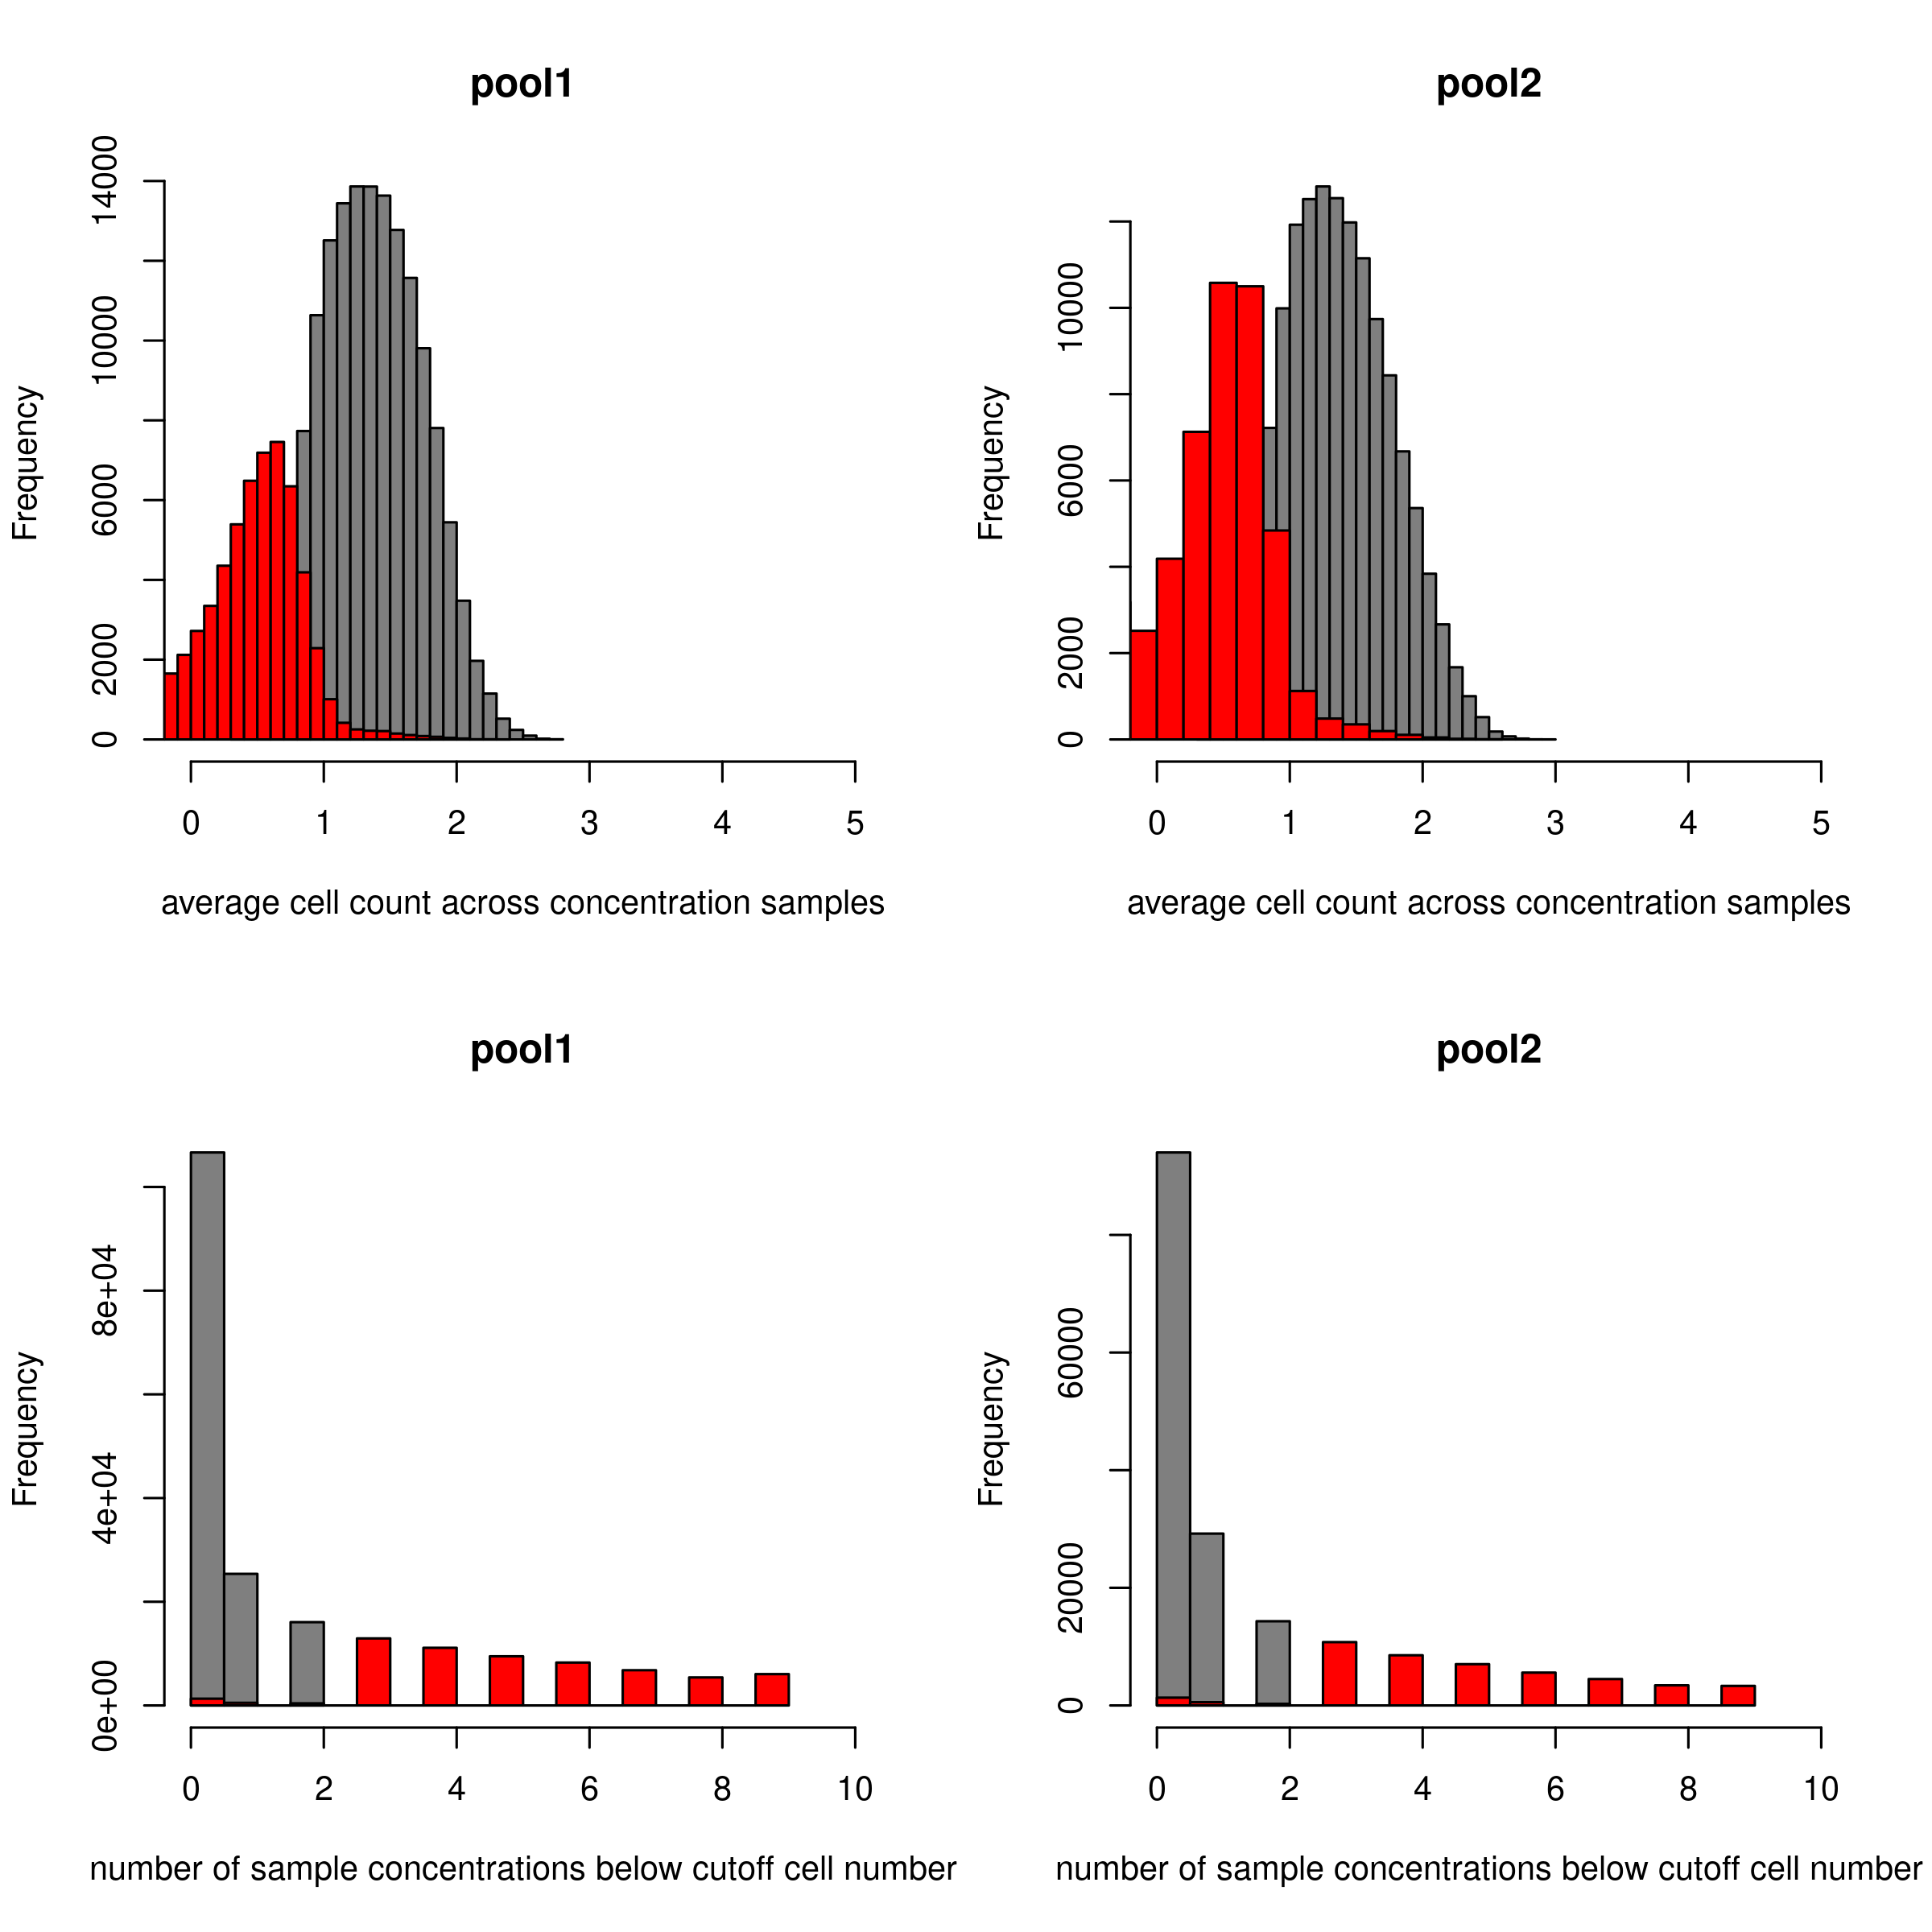 pool1
Frequency
0
2000
6000
10000
14000
0 1 2 3 4 5
average cell count across concentration samples
pool2
Frequency
0
2000
6000
10000
0 1 2 3 4 5
average cell count across concentration samples
pool1
Frequency
0e+00
4e+04
8e+04
0 2 4 6 8 10
number of sample concentrations below cutoff cell number
pool2
Frequency
0
20000
60000
0 2 4 6 8 10
number of sample concentrations below cutoff cell number